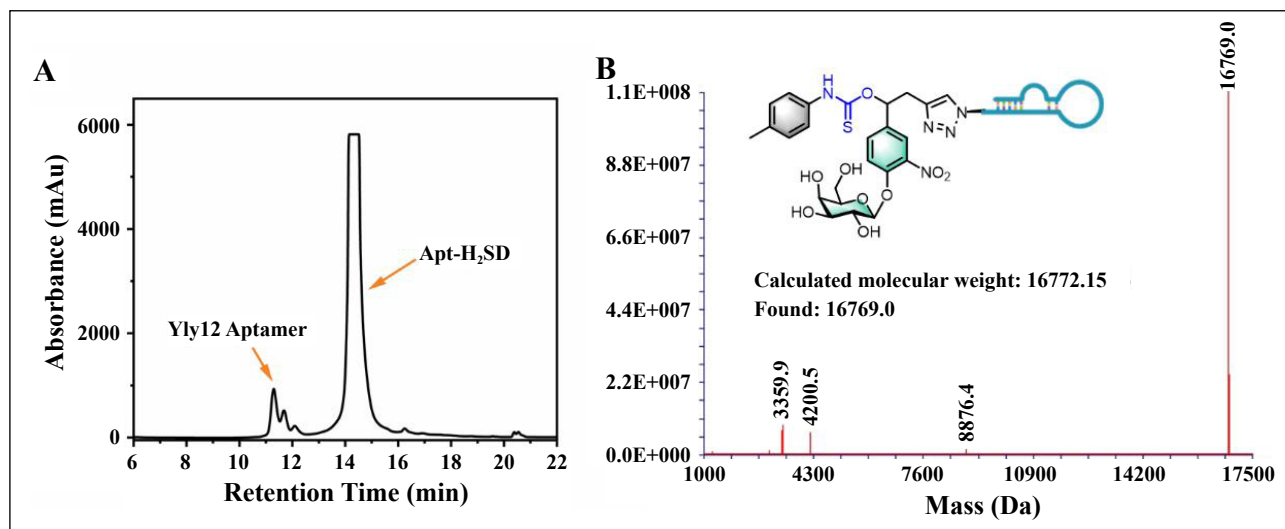 A
6000
4000
2000
0
Absorbance (mAu)
Yly12 Aptamer
Apt-H₂SD
6 8 10 12 14 16 18 20 22
Retention Time (min)
B
16769.0
1.1E+008
8.8E+007
6.6E+007
4.4E+007
2.2E+007
0.0E+000
H
N
O
S
N
N=N
NO₂
O
OH
HO
O
HO
OH
Calculated molecular weight: 16772.15
Found: 16769.0
3359.9
4200.5
8876.4
1000 4300 7600 10900 14200 17500
Mass (Da)